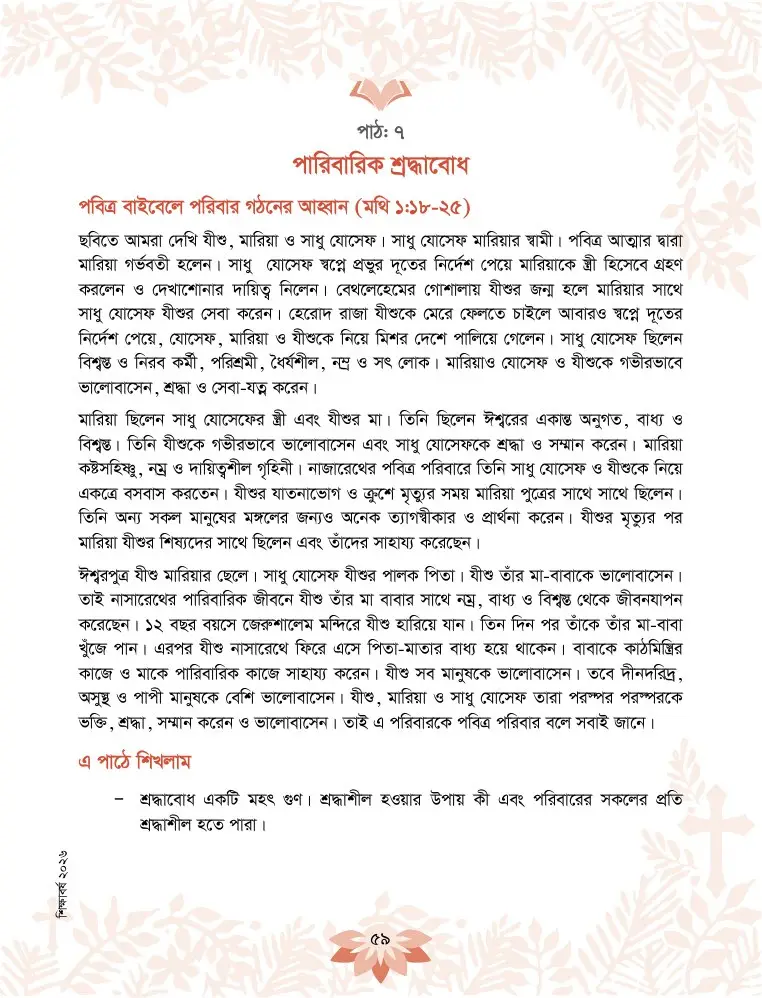 পাঠ: ৭
পারিবারিক শ্রদ্ধাবোধ
পবিত্র বাইবেলে পরিবার গঠনের আহ্বান (মথি ১:১৮-২৫)
ছবিতে আমরা দেখি যীশু, মারিয়া ও সাধু যোসেফ। সাধু যোসেফ মারিয়ার স্বামী। পবিত্র আত্মার দ্বারা
মারিয়া গর্ভবতী হলেন। সাধু যোসেফ স্বপ্নে প্রভুর দূতের নির্দেশ পেয়ে মারিয়াকে স্ত্রী হিসেবে গ্রহণ
করলেন ও দেখাশোনার দায়িত্ব নিলেন। বেথলেহেমের গোশালায় যীশুর জন্ম হলে মারিয়ার সাথে
সাধু যোসেফ যীশুর সেবা করেন। হেরোদ রাজা যীশুকে মেরে ফেলতে চাইলে আবারও স্বপ্নে দূতের
নির্দেশ পেয়ে, যোসেফ, মারিয়া ও যীশুকে নিয়ে মিশর দেশে পালিয়ে গেলেন। সাধু যোসেফ ছিলেন
বিশ্বস্ত ও নিরব কর্মী, পরিশ্রমী, ধৈর্যশীল, নম্র ও সৎ লোক। মারিয়াও যোসেফ ও যীশুকে গভীরভাবে
ভালোবাসেন, শ্রদ্ধা ও সেবা-যত্ন করেন।
মারিয়া ছিলেন সাধু যোসেফের স্ত্রী এবং যীশুর মা। তিনি ছিলেন ঈশ্বরের একান্ত অনুগত, বাধ্য ও
বিশ্বস্ত। তিনি যীশুকে গভীরভাবে ভালোবাসেন এবং সাধু যোসেফকে শ্রদ্ধা ও সম্মান করেন। মারিয়া
কষ্টসহিষ্ণু, নম্র ও দায়িত্বশীল গৃহিনী। নাজারেথের পবিত্র পরিবারে তিনি সাধু যোসেফ ও যীশুকে নিয়ে
একত্রে বসবাস করতেন। যীশুর যাতনাভোগ ও ক্রুশে মৃত্যুর সময় মারিয়া পুত্রের সাথে সাথে ছিলেন।
তিনি অন্য সকল মানুষের মঙ্গলের জন্যও অনেক ত্যাগস্বীকার ও প্রার্থনা করেন। যীশুর মৃত্যুর পর
মারিয়া যীশুর শিষ্যদের সাথে ছিলেন এবং তাঁদের সাহায্য করেছেন।
ঈশ্বরপুত্র যীশু মারিয়ার ছেলে। সাধু যোসেফ যীশুর পালক পিতা। যীশু তাঁর মা-বাবাকে ভালোবাসেন।
তাই নাসারেথের পারিবারিক জীবনে যীশু তাঁর মা বাবার সাথে নম্র, বাধ্য ও বিশ্বস্ত থেকে জীবনযাপন
করেছেন। ১২ বছর বয়সে জেরুশালেম মন্দিরে যীশু হারিয়ে যান। তিন দিন পর তাঁকে তাঁর মা-বাবা
খুঁজে পান। এরপর যীশু নাসারেথে ফিরে এসে পিতা-মাতার বাধ্য হয়ে থাকেন। বাবাকে কাঠমিস্ত্রির
কাজে ও মাকে পারিবারিক কাজে সাহায্য করেন। যীশু সব মানুষকে ভালোবাসেন। তবে দীনদরিদ্র,
অসুস্থ ও পাপী মানুষকে বেশি ভালোবাসেন। যীশু, মারিয়া ও সাধু যোসেফ তারা পরস্পর পরস্পরকে
ভক্তি, শ্রদ্ধা, সম্মান করেন ও ভালোবাসেন। তাই এ পরিবারকে পবিত্র পরিবার বলে সবাই জানে।
এ পাঠে শিখলাম
– শ্রদ্ধাবোধ একটি মহৎ গুণ। শ্রদ্ধাশীল হওয়ার উপায় কী এবং পরিবারের সকলের প্রতি
শ্রদ্ধাশীল হতে পারা।
শিক্ষাবর্ষ ২০২৬
৫৯